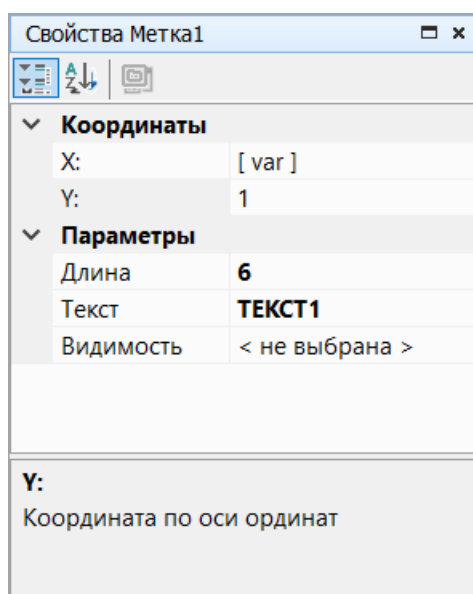 Свойства Метка1
Координаты
X: [ var ]
Y: 1
Параметры
Длина 6
Текст ТЕКСТ1
Видимость < не выбрана >
Y:
Координата по оси ординат